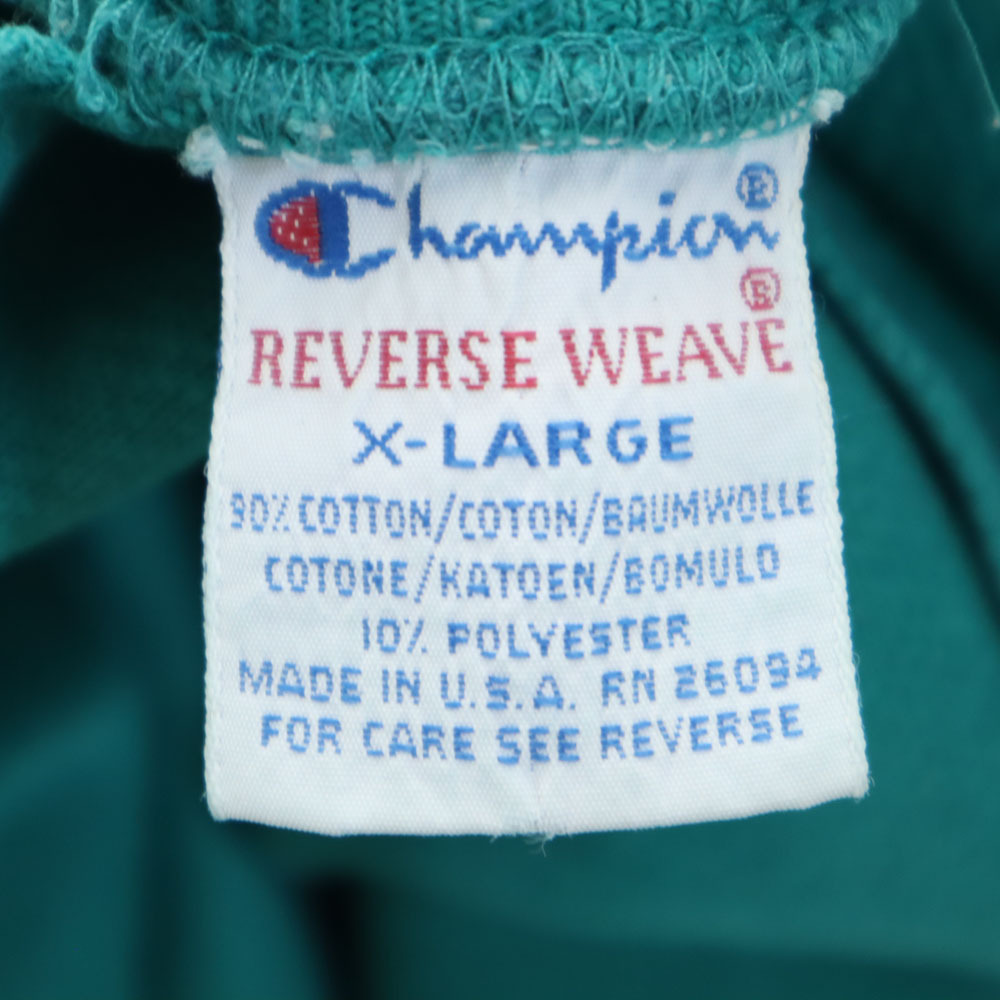 Champion®
®
REVERSE WEAVE
X-LARGE
90% COTTON/COTON/BAUMWOLLE
COTONE/KATOEN/BOMULD
10% POLYESTER
MADE IN U.S.A. RN 26094
FOR CARE SEE REVERSE